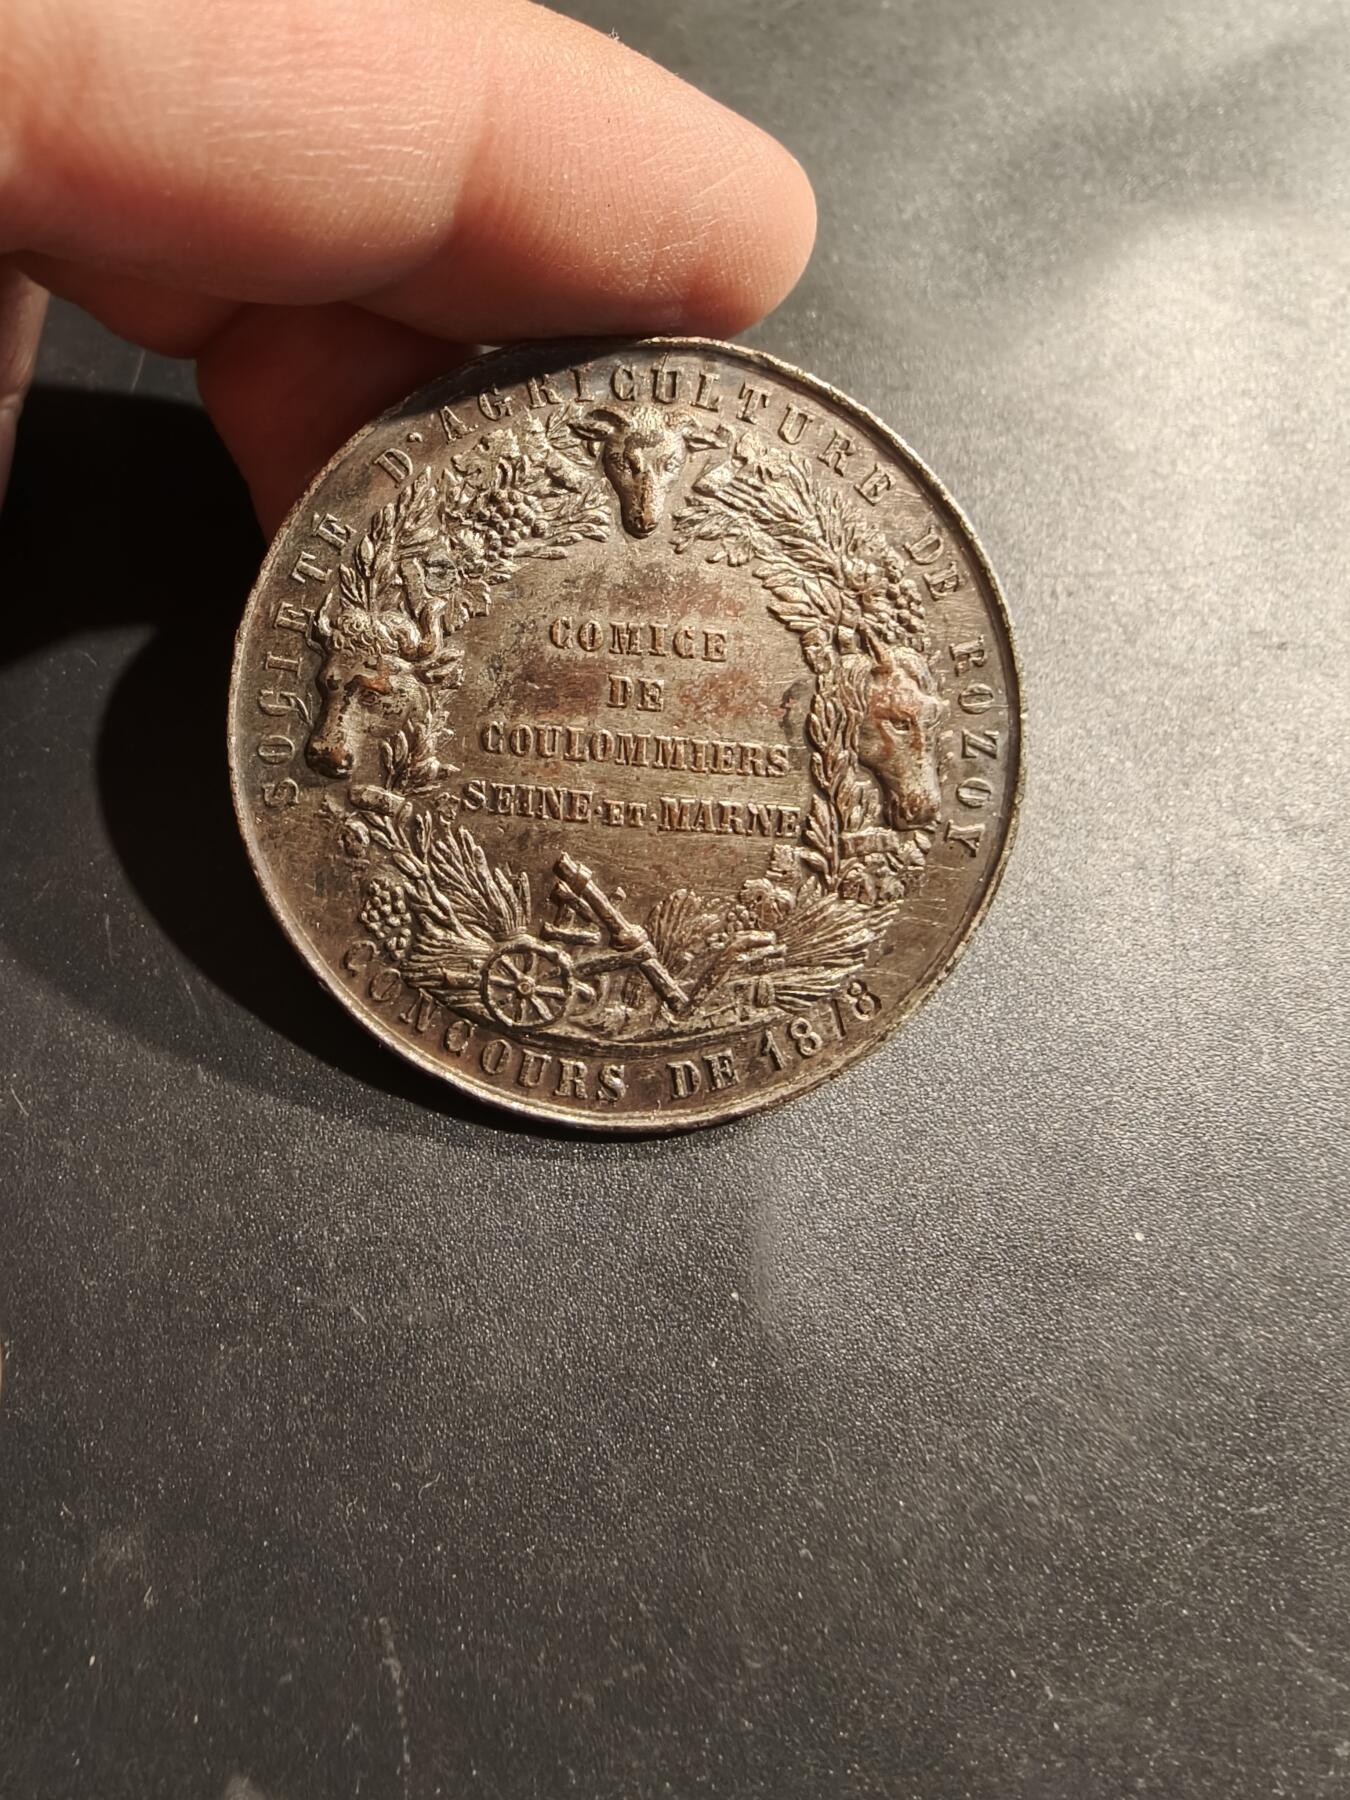 SOCIETE D'AGRICULTURE DE ROZOY
COMICE
DE
COULOMMIERS
SEINE·ET·MARNE
CONCOURS DE 1878